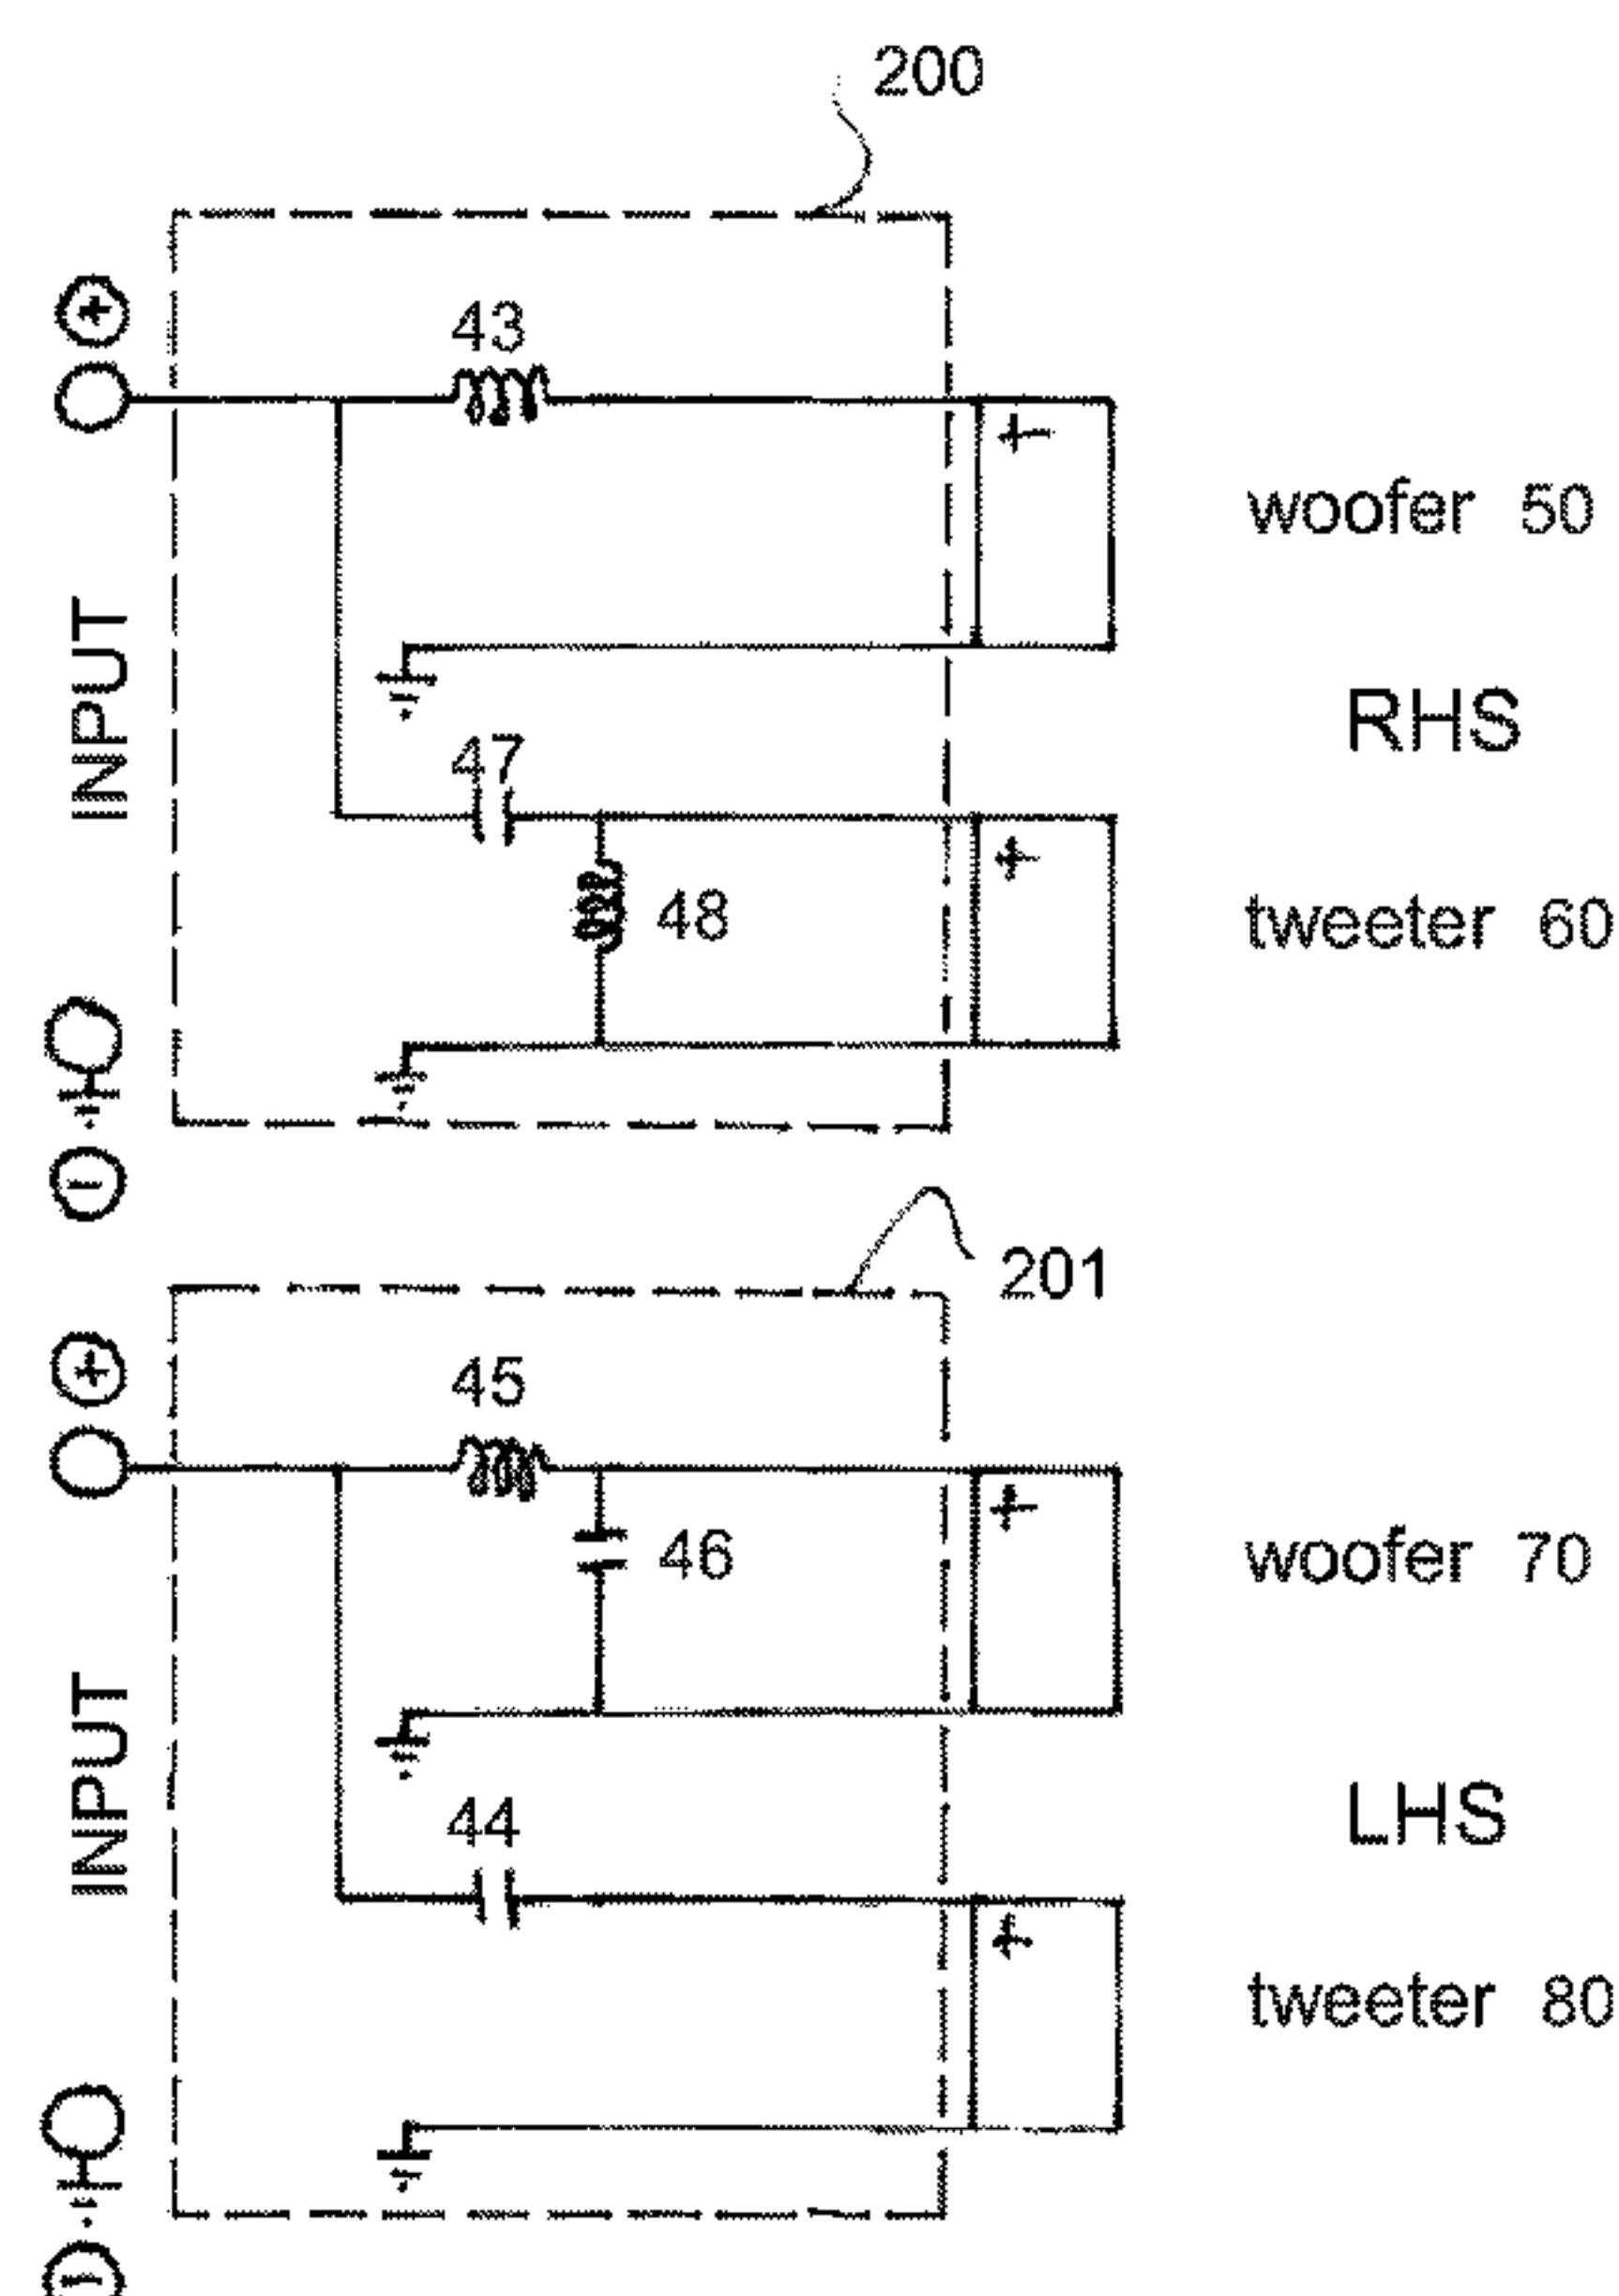 200
+
43
+
woofer 50
INPUT
RHS
47
+
48
tweeter 60
-
201
+
45
+
46
woofer 70
INPUT
LHS
44
+
tweeter 80
-